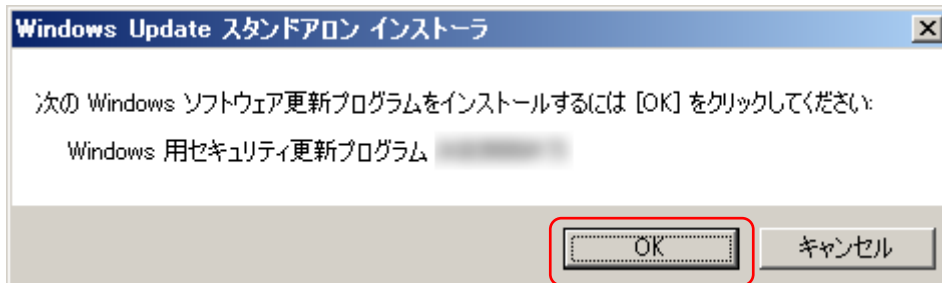 Windows Update スタンドアロン インストーラ
次の Windows ソフトウェア更新プログラムをインストールするには [OK] をクリックしてください:
Windows 用セキュリティ更新プログラム
OK
キャンセル